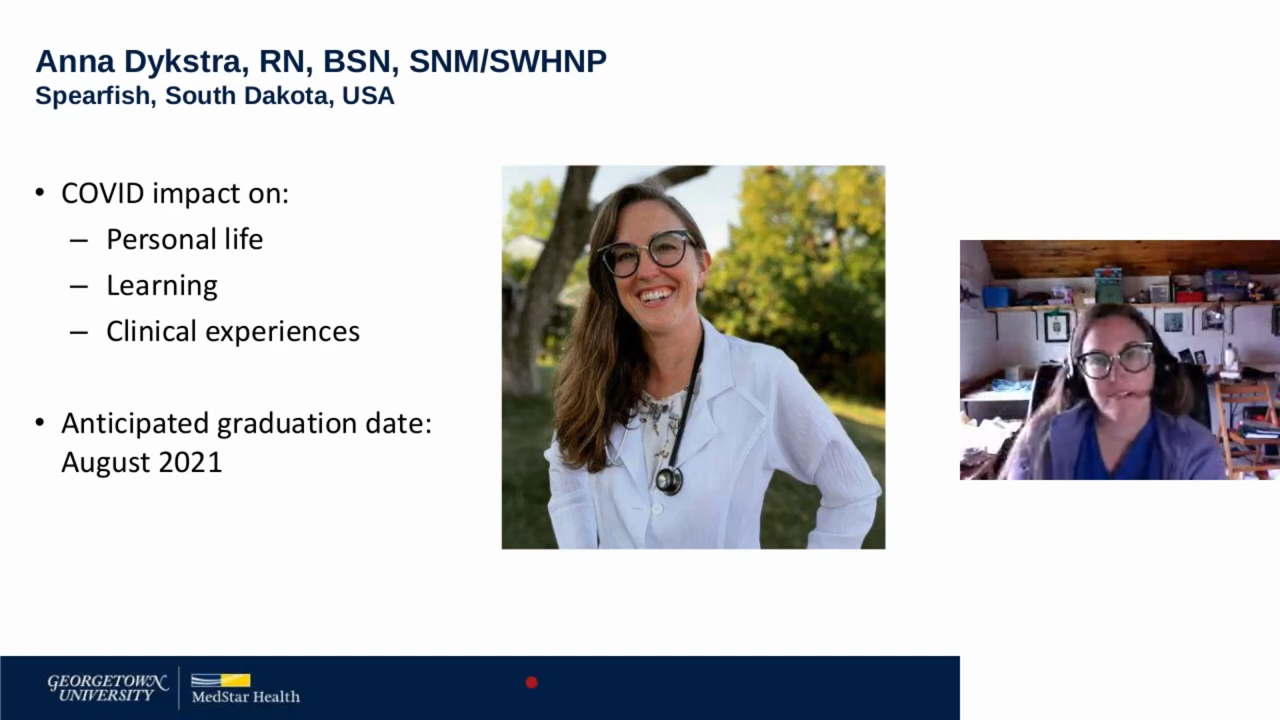 Anna Dykstra, RN, BSN, SNM/SWHNP
Spearfish, South Dakota, USA
• COVID impact on:
– Personal life
– Learning
– Clinical experiences
• Anticipated graduation date:
August 2021
GEORGETOWN
UNIVERSITY
MedStar Health